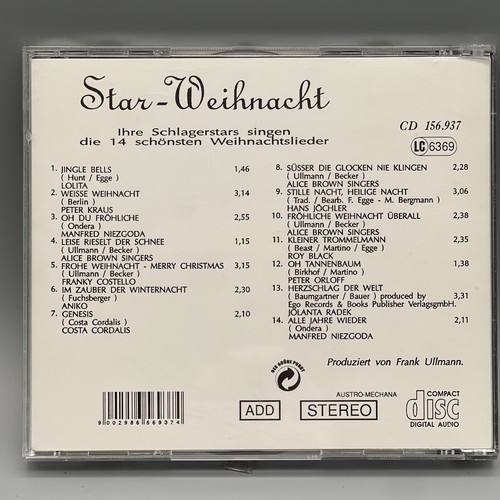 Star-Weihnacht
Ihre Schlagerstars singen
die 14 schönsten Weihnachtslieder
CD 156.937
LC 6369
1. JINGLE BELLS 1,46
( Hunt / Egge )
LOLITA
2. WEISSE WEIHNACHT 3,14
( Berlin )
PETER KRAUS
3. OH DU FRÖHLICHE 2,55
( Ondera )
MANFRED NIEZGODA
4. LEISE RIESELT DER SCHNEE 1,15
( Ullmann / Becker )
ALICE BROWN SINGERS
5. FROHE WEIHNACHT - MERRY CHRISTMAS 3,15
( Ullmann / Becker )
FRANKY COSTELLO
6. IM ZAUBER DER WINTERNACHT 2,30
( Fuchsberger )
ANIKO
7. GENESIS 2,10
( Costa Cordalis )
COSTA CORDALIS
8. SÜSSER DIE GLOCKEN NIE KLINGEN 2,28
( Ullmann / Becker )
ALICE BROWN SINGERS
9. STILLE NACHT, HEILIGE NACHT 3,06
( Trad. / Bearb. F. Egge - M. Bergmann )
HANS JÖCHLER
10. FRÖHLICHE WEIHNACHT ÜBERALL 2,38
( Ullmann / Becker )
ALICE BROWN SINGERS
11. KLEINER TROMMELMANN 2,35
( Beast / Martino / Egge )
ROY BLACK
12. OH TANNENBAUM 1,38
( Birkhof / Martino )
PETER ORLOFF
13. HERZSCHLAG DER WELT
( Baumgartner / Bauer ) produced by 3,31
Ego Records & Books Publisher VerlagsgmbH.
JOLANTA RADEK
14. ALLE JAHRE WIEDER 2,11
( Ondera )
MANFRED NIEZGODA
Produziert von Frank Ullmann.
DER GRÜNE PUNKT
9 002986 569374
ADD
AUSTRO-MECHANA
STEREO
COMPACT
disc
DIGITAL AUDIO